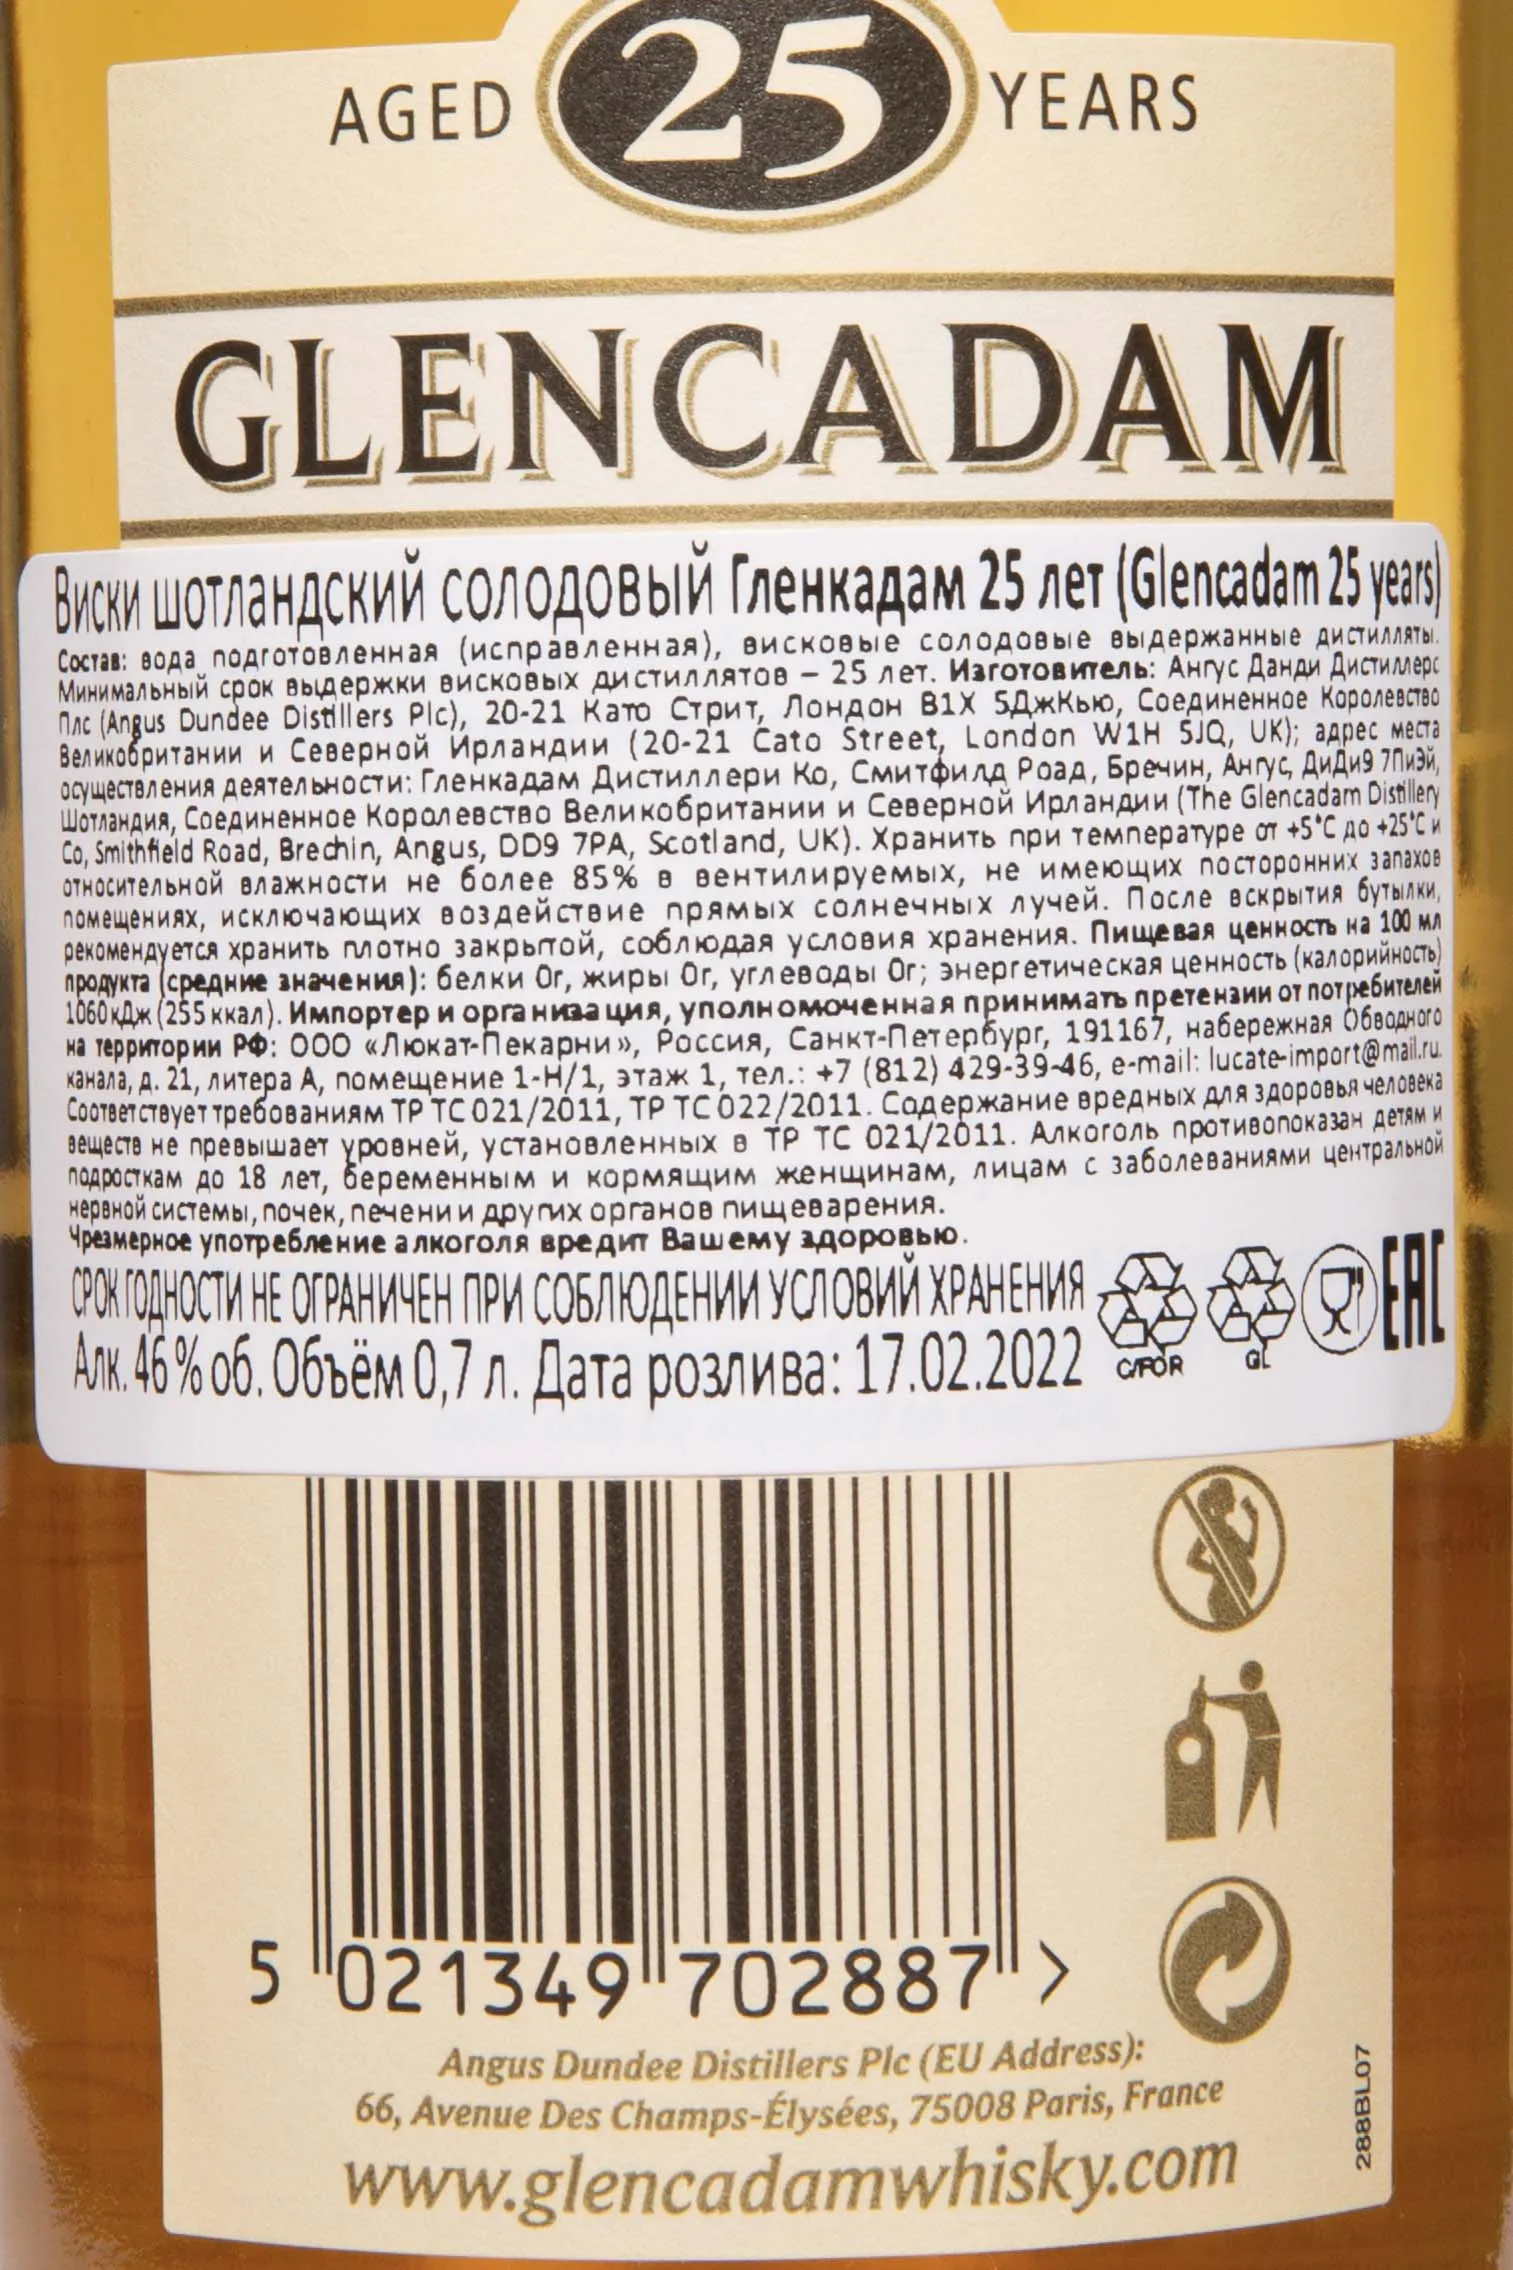 AGED 25 YEARS
GLENCADAM
Виски шотландский солодовый Гленкадам 25 лет (Glencadam 25 years)
Состав: вода подготовленная (исправленная), висковые солодовые выдержанные дистилляты.
Минимальный срок выдержки висковых дистиллятов – 25 лет. Изготовитель: Ангус Данди Дистиллерс
Плс (Angus Dundee Distillers Plc), 20-21 Като Стрит, Лондон В1Х 5ДжКью, Соединенное Королевство
Великобритании и Северной Ирландии (20-21 Cato Street, London W1H 5JQ, UK); адрес места
осуществления деятельности: Гленкадам Дистиллери Ко, Смитфилд Роад, Бречин, Ангус, ДиДи9 7ПиЭй,
Шотландия, Соединенное Королевство Великобритании и Северной Ирландии (The Glencadam Distillery
Co, Smithfield Road, Brechin, Angus, DD9 7PA, Scotland, UK). Хранить при температуре от +5°С до +25°С и
относительной влажности не более 85% в вентилируемых, не имеющих посторонних запахов
помещениях, исключающих воздействие прямых солнечных лучей. После вскрытия бутылки,
рекомендуется хранить плотно закрытой, соблюдая условия хранения. Пищевая ценность на 100 мл
продукта (средние значения): белки 0г, жиры 0г, углеводы 0г; энергетическая ценность (калорийность)
1060 кДж (255 ккал). Импортер и организация, уполномоченная принимать претензии от потребителей
на территории РФ: ООО «Люкат-Пекарни», Россия, Санкт-Петербург, 191167, набережная Обводного
канала, д. 21, литера А, помещение 1-Н/1, этаж 1, тел.: +7 (812) 429-39-46, e-mail: lucate-import@mail.ru.
Соответствует требованиям ТР ТС 021/2011, ТР ТС 022/2011. Содержание вредных для здоровья человека
веществ не превышает уровней, установленных в ТР ТС 021/2011. Алкоголь противопоказан детям и
подросткам до 18 лет, беременным и кормящим женщинам, лицам с заболеваниями центральной
нервной системы, почек, печени и других органов пищеварения.
Чрезмерное употребление алкоголя вредит Вашему здоровью.
СРОК ГОДНОСТИ НЕ ОГРАНИЧЕН ПРИ СОБЛЮДЕНИИ УСЛОВИЙ ХРАНЕНИЯ
Алк. 46 % об. Объём 0,7 л. Дата розлива: 17.02.2022
C/FOR GL EAC
5 021349 702887 >
Angus Dundee Distillers Plc (EU Address):
66, Avenue Des Champs-Élysées, 75008 Paris, France
www.glencadamwhisky.com
288BL07